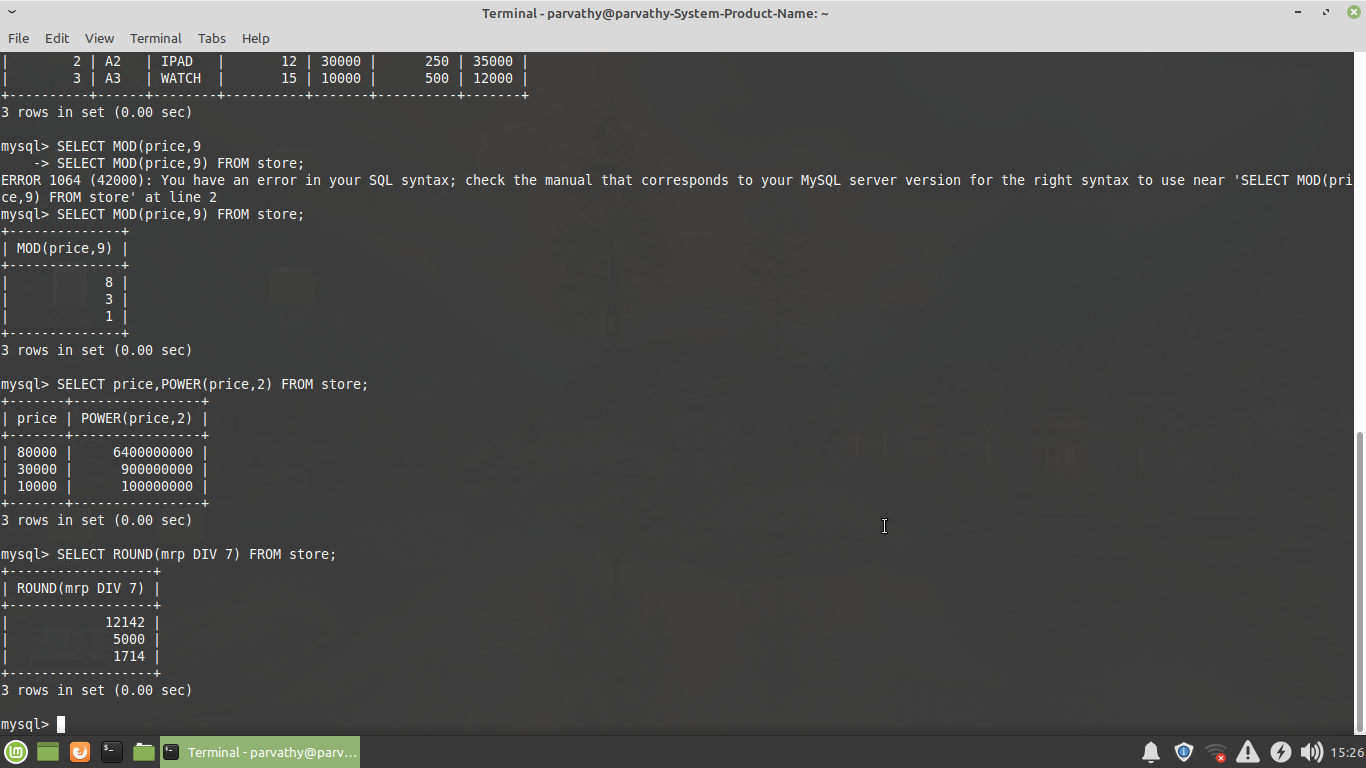 Terminal - parvathy@parvathy-System-Product-Name: ~
File Edit View Terminal Tabs Help
|        2 | A2   | IPAD   |       12 | 30000 |      250 | 35000 |
|        3 | A3   | WATCH  |       15 | 10000 |      500 | 12000 |
+----------+------+--------+----------+-------+----------+-------+
3 rows in set (0.00 sec)
mysql> SELECT MOD(price,9
    -> SELECT MOD(price,9) FROM store;
ERROR 1064 (42000): You have an error in your SQL syntax; check the manual that corresponds to your MySQL server version for the right syntax to use near 'SELECT MOD(pri
ce,9) FROM store' at line 2
mysql> SELECT MOD(price,9) FROM store;
+--------------+
| MOD(price,9) |
+--------------+
|            8 |
|            3 |
|            1 |
+--------------+
3 rows in set (0.00 sec)
mysql> SELECT price,POWER(price,2) FROM store;
+-------+----------------+
| price | POWER(price,2) |
+-------+----------------+
| 80000 |     6400000000 |
| 30000 |      900000000 |
| 10000 |      100000000 |
+-------+----------------+
3 rows in set (0.00 sec)
mysql> SELECT ROUND(mrp DIV 7) FROM store;
+------------------+
| ROUND(mrp DIV 7) |
+------------------+
|            12142 |
|             5000 |
|             1714 |
+------------------+
3 rows in set (0.00 sec)
mysql>
Terminal - parvathy@parv...
15:26